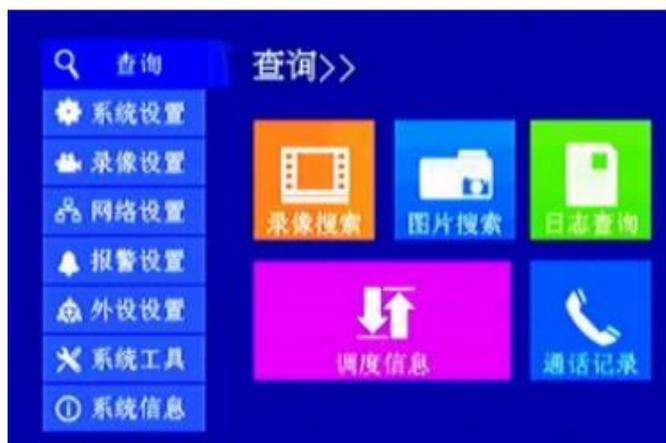 查询
系统设置
录像设置
网络设置
报警设置
外设设置
系统工具
系统信息
查询>>
录像搜索
图片搜索
日志查询
调度信息
通话记录